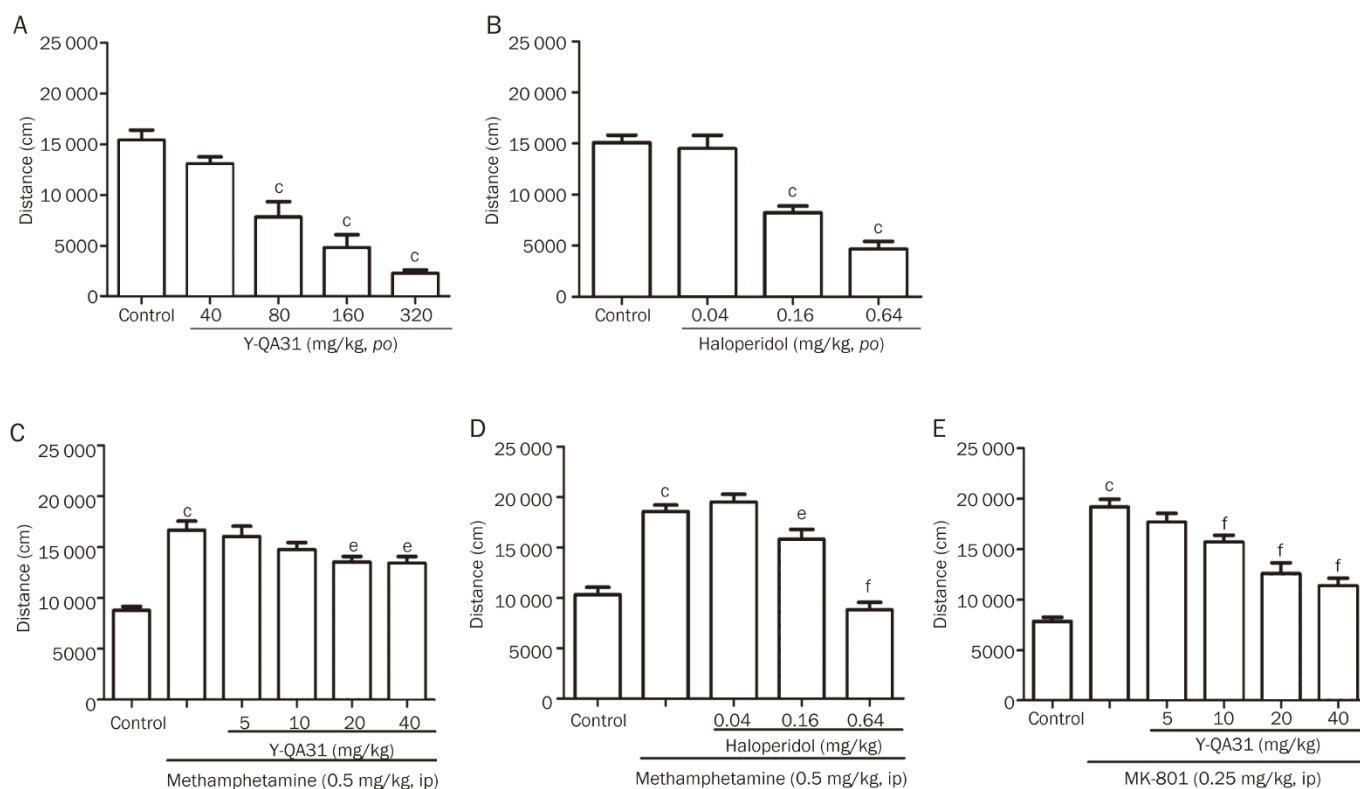 A
25 000
20 000
15 000
10 000
5000
0
Distance (cm)
c
c
c
Control 40 80 160 320
Y-QA31 (mg/kg, po)
B
25 000
20 000
15 000
10 000
5000
0
Distance (cm)
c
c
Control 0.04 0.16 0.64
Haloperidol (mg/kg, po)
C
25 000
20 000
15 000
10 000
5000
0
Distance (cm)
c
e e
Control 5 10 20 40
Y-QA31 (mg/kg)
Methamphetamine (0.5 mg/kg, ip)
D
25 000
20 000
15 000
10 000
5000
0
Distance (cm)
c
e
f
Control 0.04 0.16 0.64
Haloperidol (mg/kg)
Methamphetamine (0.5 mg/kg, ip)
E
25 000
20 000
15 000
10 000
5000
0
Distance (cm)
c
f
f
f
Control 5 10 20 40
Y-QA31 (mg/kg)
MK-801 (0.25 mg/kg, ip)